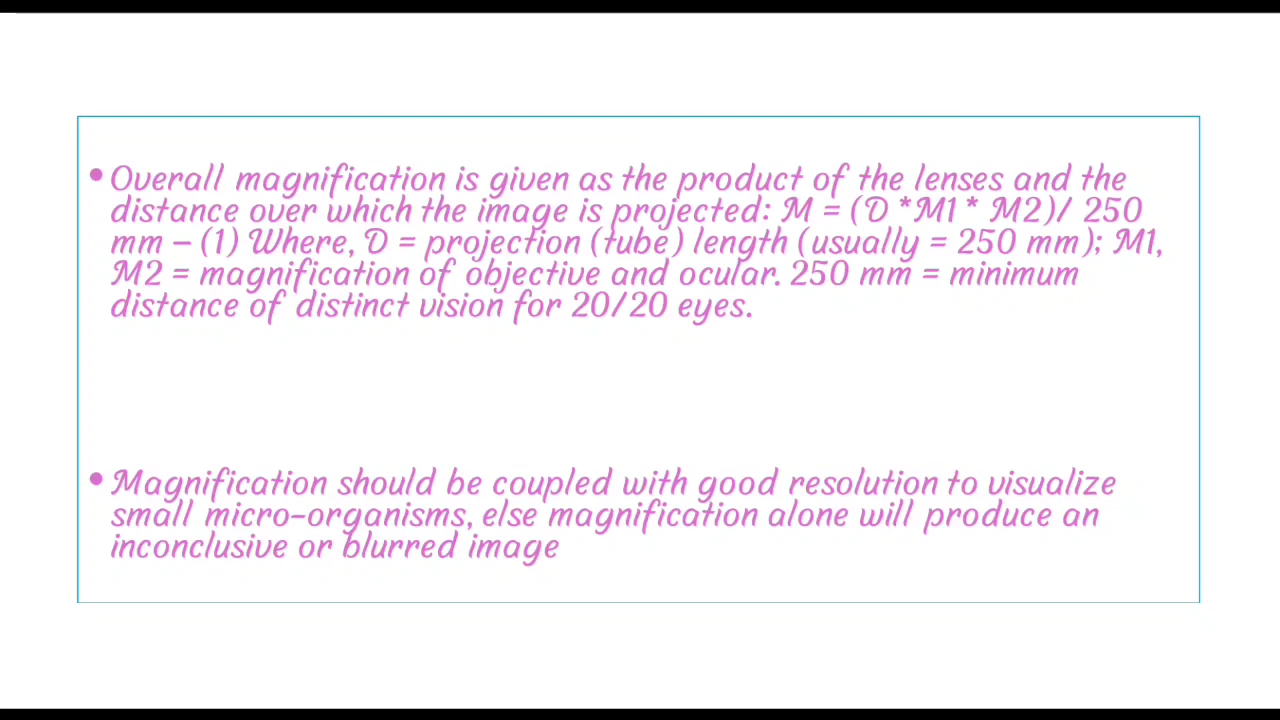 • Overall magnification is given as the product of the lenses and the
distance over which the image is projected: M = (D *M1 * M2)/ 250
mm – (1) Where, D = projection (tube) length (usually = 250 mm); M1,
M2 = magnification of objective and ocular. 250 mm = minimum
distance of distinct vision for 20/20 eyes.
• Magnification should be coupled with good resolution to visualize
small micro-organisms, else magnification alone will produce an
inconclusive or blurred image